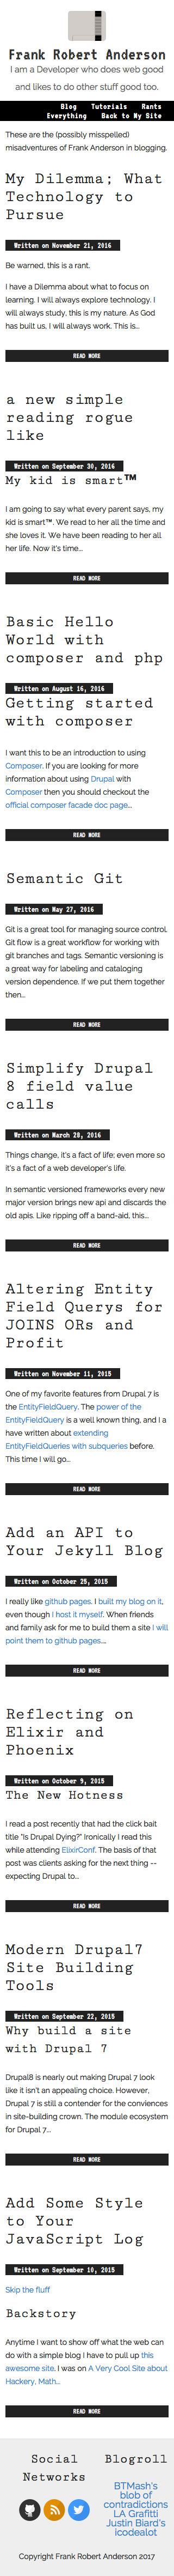 Frank Robert Anderson
I am a Developer who does web good
and likes to do other stuff good too.
Blog Tutorials Rants
Everything Back to My Site
These are the (possibly misspelled)
misadventures of Frank Anderson in blogging.
My Dilemma; What
Technology to
Pursue
Written on November 21, 2016
Be warned, this is a rant.
I have a Dilemma about what to focus on
learning. I will always explore technology. I
will always study, this is my nature. As God
has built us, I will always work. This is...
READ MORE
a new simple
reading rogue
like
Written on September 30, 2016
My kid is smart™
I am going to say what every parent says, my
kid is smart™. We read to her all the time and
she loves it. We have been reading to her all
her life. Now it's time...
READ MORE
Basic Hello
World with
composer and php
Written on August 16, 2016
Getting started
with composer
I want this to be an introduction to using
Composer. If you are looking for more
information about using Drupal with
Composer then you should checkout the
official composer facade doc page...
READ MORE
Semantic Git
Written on May 27, 2016
Git is a great tool for managing source control.
Git flow is a great workflow for working with
git branches and tags. Semantic versioning is
a great way for labeling and cataloging
version dependence. If we put them together
then...
READ MORE
Simplify Drupal
8 field value
calls
Written on March 28, 2016
Things change, it's a fact of life; even more so
it's a fact of a web developer's life.
In semantic versioned frameworks every new
major version brings new api and discards the
old apis. Like ripping off a band-aid, this...
READ MORE
Altering Entity
Field Querys for
JOINS ORs and
Profit
Written on November 11, 2015
One of my favorite features from Drupal 7 is
the EntityFieldQuery. The power of the
EntityFieldQuery is a well known thing, and I a
have written about extending
EntityFieldQueries with subqueries before.
This time I will go...
READ MORE
Add an API to
Your Jekyll Blog
Written on October 25, 2015
I really like github pages. I built my blog on it,
even though I host it myself. When friends
and family ask for me to build them a site I will
point them to github pages....
READ MORE
Reflecting on
Elixir and
Phoenix
Written on October 9, 2015
The New Hotness
I read a post recently that had the click bait
title "Is Drupal Dying?" Ironically I read this
while attending ElixirConf. The basis of that
post was clients asking for the next thing --
expecting Drupal to...
READ MORE
Modern Drupal7
Site Building
Tools
Written on September 22, 2015
Why build a site
with Drupal 7
Drupal8 is nearly out making Drupal 7 look
like it isn't an appealing choice. However,
Drupal 7 is still a contender for the conviences
in site-building crown. The module ecosystem
for Drupal 7...
READ MORE
Add Some Style
to Your
JavaScript Log
Written on September 10, 2015
Skip the fluff
Backstory
Anytime I want to show off what the web can
do with a simple blog I have to pull up this
awesome site. I was on A Very Cool Site about
Hackery, Math...
READ MORE
Social
Networks
Blogroll
BTMash's
blob of
contradictions
LA Grafitti
Justin Biard's
icodealot
Copyright Frank Robert Anderson 2017